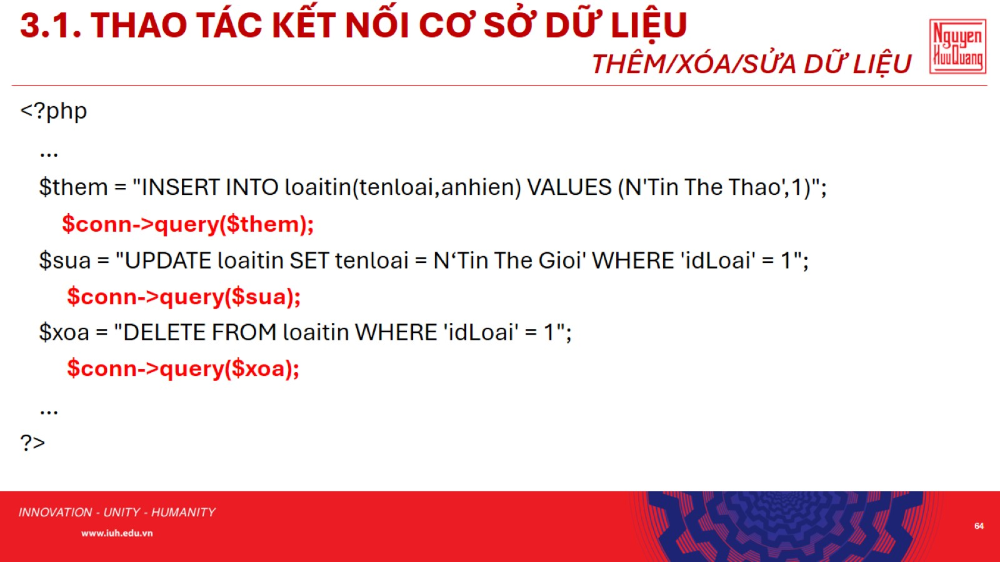 3.1. THAO TÁC KẾT NỐI CƠ SỞ DỮ LIỆU
THÊM/XÓA/SỬA DỮ LIỆU
Nguyen
HuuQuang
<?php
...
$them = "INSERT INTO loaitin(tenloai,anhien) VALUES (N'Tin The Thao',1)";
$conn->query($them);
$sua = "UPDATE loaitin SET tenloai = N‘Tin The Gioi' WHERE 'idLoai' = 1";
$conn->query($sua);
$xoa = "DELETE FROM loaitin WHERE 'idLoai' = 1";
$conn->query($xoa);
...
?>
INNOVATION - UNITY - HUMANITY
www.iuh.edu.vn
64